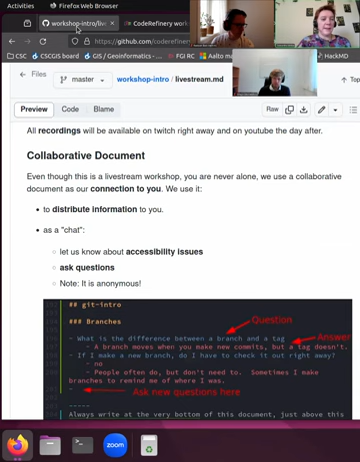 Activities
Firefox Web Browser
workshop-intro/live
CodeRefinery work
https://github.com/coderefinery
CSC
CSCGIS board
GIS / Geoinformatics -
FGI
Aalto m
HackMD
Files
master
workshop-intro / livestream.md
Top
Preview
Code
Blame
Raw
All recordings will be available on twitch right away and on youtube the day after.
Collaborative Document
Even though this is a livestream workshop, you are never alone, we use a collaborative
document as our connection to you. We use it:
• to distribute information to you.
• as a "chat":
let us know about accessibility issues
ask questions
Note: It is anonymous!
## git-intro
### Branches
Question
- What is the difference between a branch and a tag
Answer
- A branch moves when you make new commits, but a tag doesn't.
- If I make a new branch, do I have to check it out right away?
- no
- People often do, but don't need to. Sometimes I make
branches to remind me of where I was.
Ask new questions here
-----
Always write at the very bottom of this document, just above this
zoom